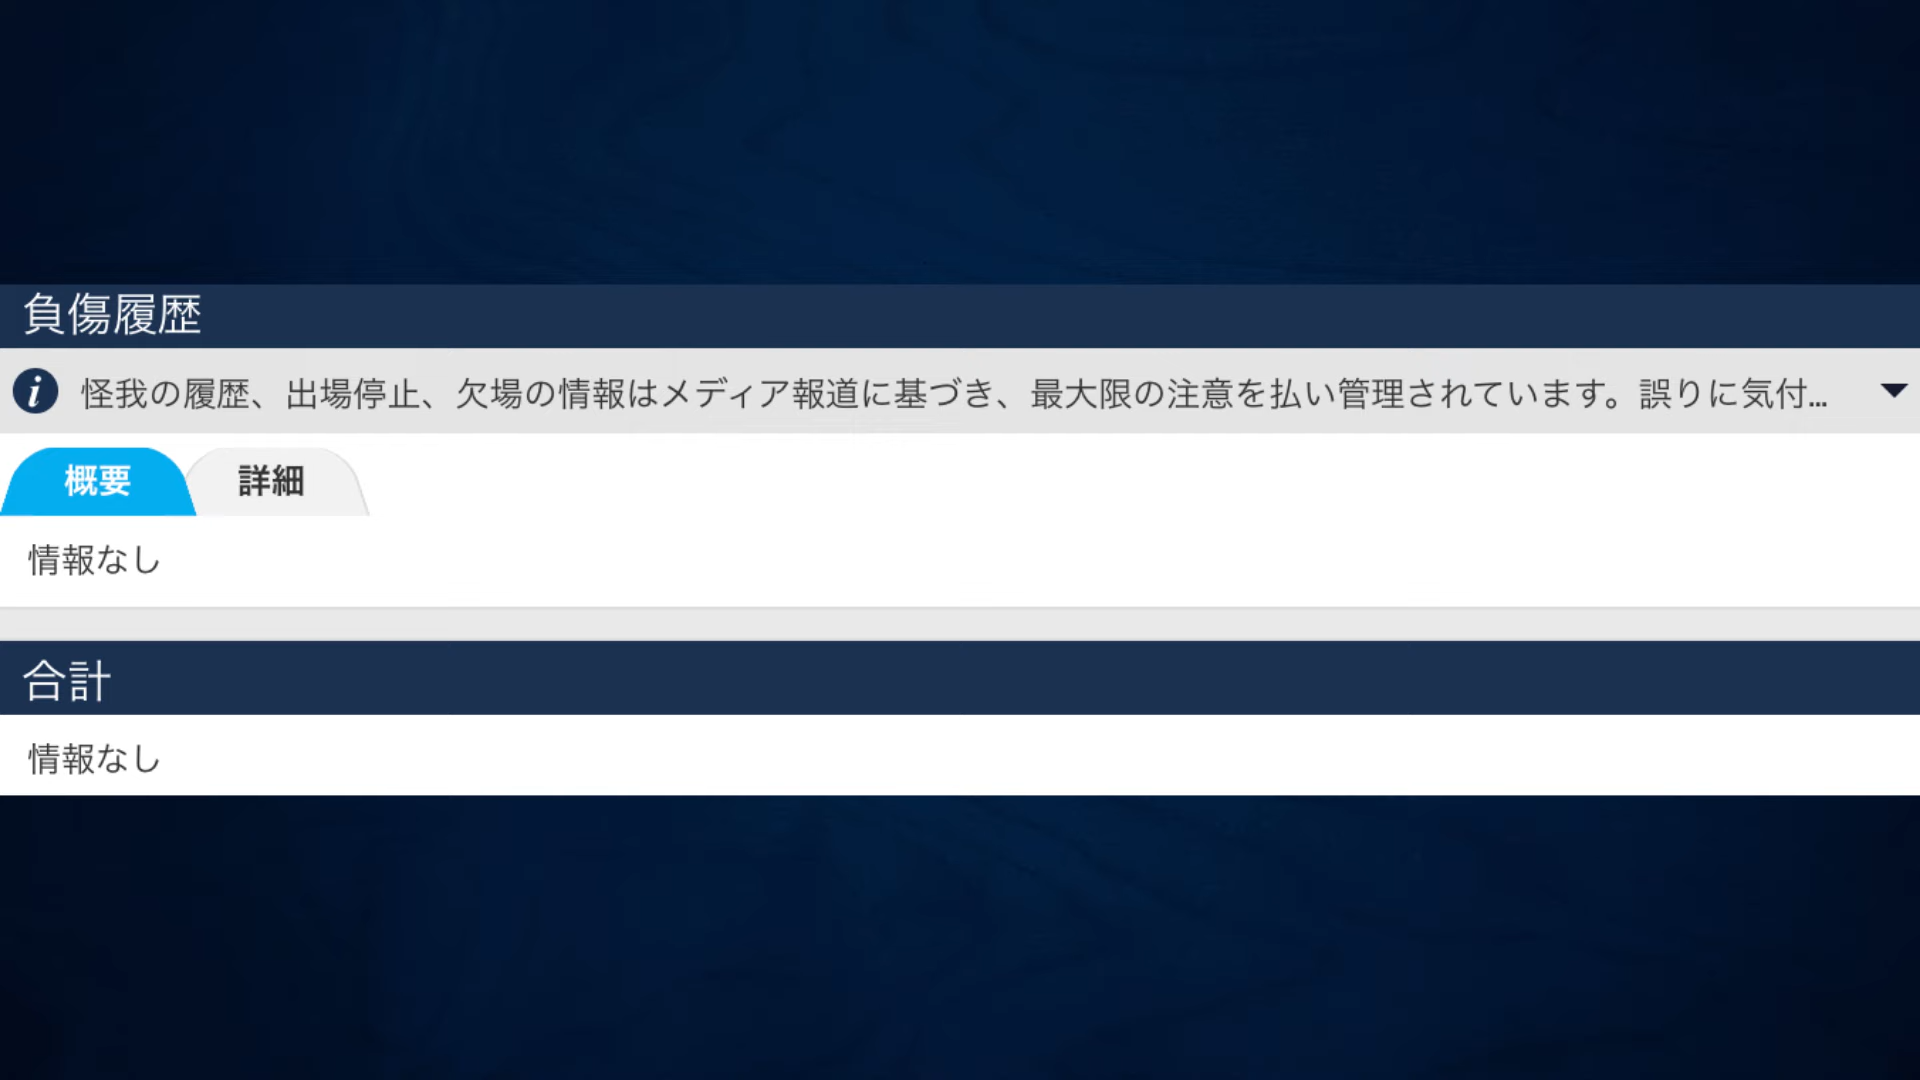 負傷履歴
怪我の履歴、出場停止、欠場の情報はメディア報道に基づき、最大限の注意を払い管理されています。誤りに気付...
概要 詳細
情報なし
合計
情報なし